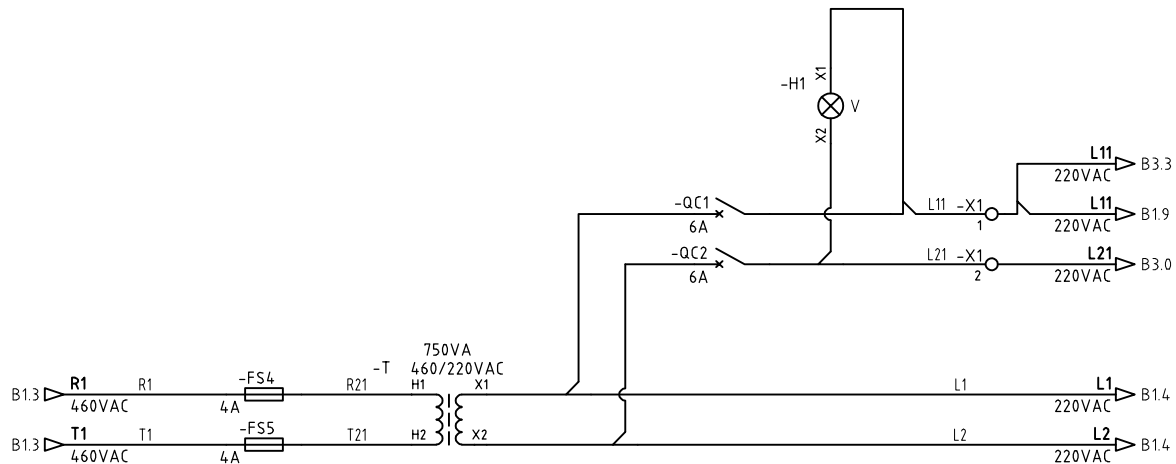 X1
-H1
V
X2
L11
220VAC
B3.3
-QC1
6A
L11
-X1
1
L11
220VAC
B1.9
-QC2
6A
L21
-X1
2
L21
220VAC
B3.0
750VA
460/220VAC
-T
B1.3
R1
460VAC
R1
-FS4
4A
R21
H1
X1
L1
L1
220VAC
B1.4
B1.3
T1
460VAC
T1
-FS5
4A
T21
H2
X2
L2
L2
220VAC
B1.4